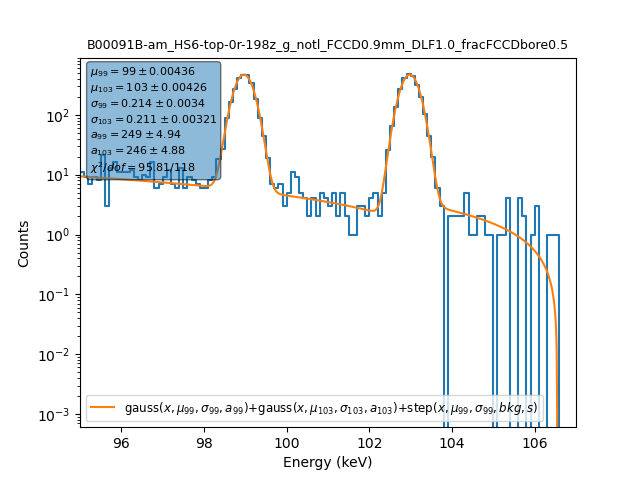 B00091B-am_HS6-top-0r-198z_g_notl_FCCD0.9mm_DLF1.0_fracFCCDbore0.5
μ₉₉ = 99 ± 0.00436
μ₁₀₃ = 103 ± 0.00426
σ₉₉ = 0.214 ± 0.0034
σ₁₀₃ = 0.211 ± 0.00321
a₉₉ = 249 ± 4.94
a₁₀₃ = 246 ± 4.88
χ²/dof = 95.81/118
10²
10¹
10⁰
10⁻¹
10⁻²
10⁻³
Counts
gauss(x, μ₉₉, σ₉₉, a₉₉)+gauss(x, μ₁₀₃, σ₁₀₃, a₁₀₃)+step(x, μ₉₉, σ₉₉, bkg, s)
96 98 100 102 104 106
Energy (keV)